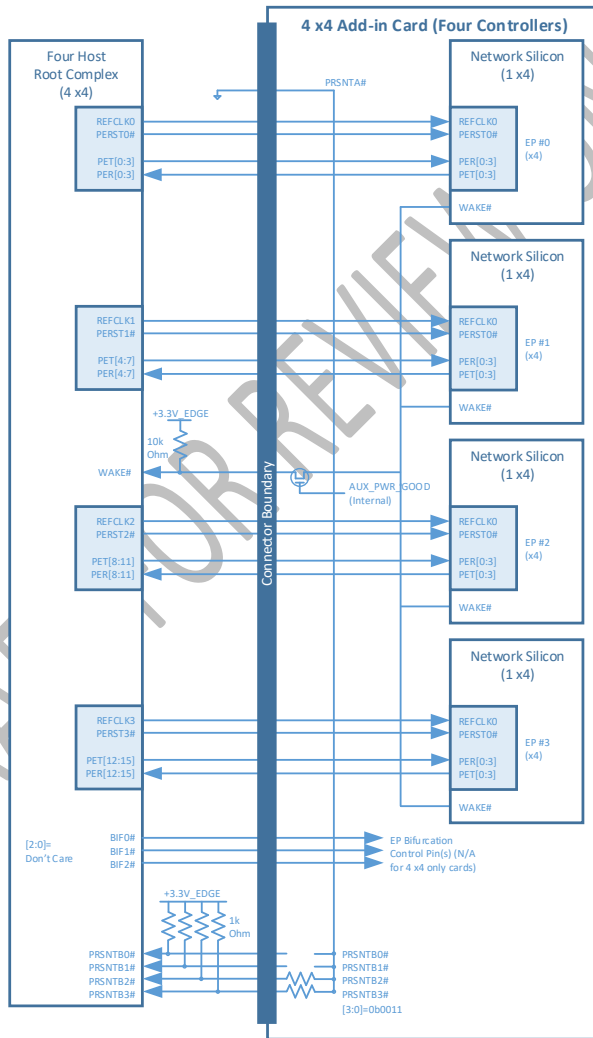 4 x4 Add-in Card (Four Controllers)
Four Host
Root Complex
(4 x4)
REFCLK0
PERST0#
PET[0:3]
PER[0:3]
PRSNTA#
Network Silicon
(1 x4)
REFCLK0
PERST0#
PER[0:3]
PET[0:3]
EP #0
(x4)
WAKE#
REFCLK1
PERST1#
PET[4:7]
PER[4:7]
Network Silicon
(1 x4)
REFCLK0
PERST0#
PER[0:3]
PET[0:3]
EP #1
(x4)
WAKE#
+3.3V_EDGE
10k
Ohm
WAKE#
AUX_PWR_GOOD
(Internal)
Connector Boundary
REFCLK2
PERST2#
PET[8:11]
PER[8:11]
Network Silicon
(1 x4)
REFCLK0
PERST0#
PER[0:3]
PET[0:3]
EP #2
(x4)
WAKE#
REFCLK3
PERST3#
PET[12:15]
PER[12:15]
Network Silicon
(1 x4)
REFCLK0
PERST0#
PER[0:3]
PET[0:3]
EP #3
(x4)
WAKE#
[2:0]=
Don't Care
BIF0#
BIF1#
BIF2#
EP Bifurcation
Control Pin(s) (N/A
for 4 x4 only cards)
+3.3V_EDGE
1k
Ohm
PRSNTB0#
PRSNTB1#
PRSNTB2#
PRSNTB3#
PRSNTB0#
PRSNTB1#
PRSNTB2#
PRSNTB3#
[3:0]=0b0011
FOR REVIEW